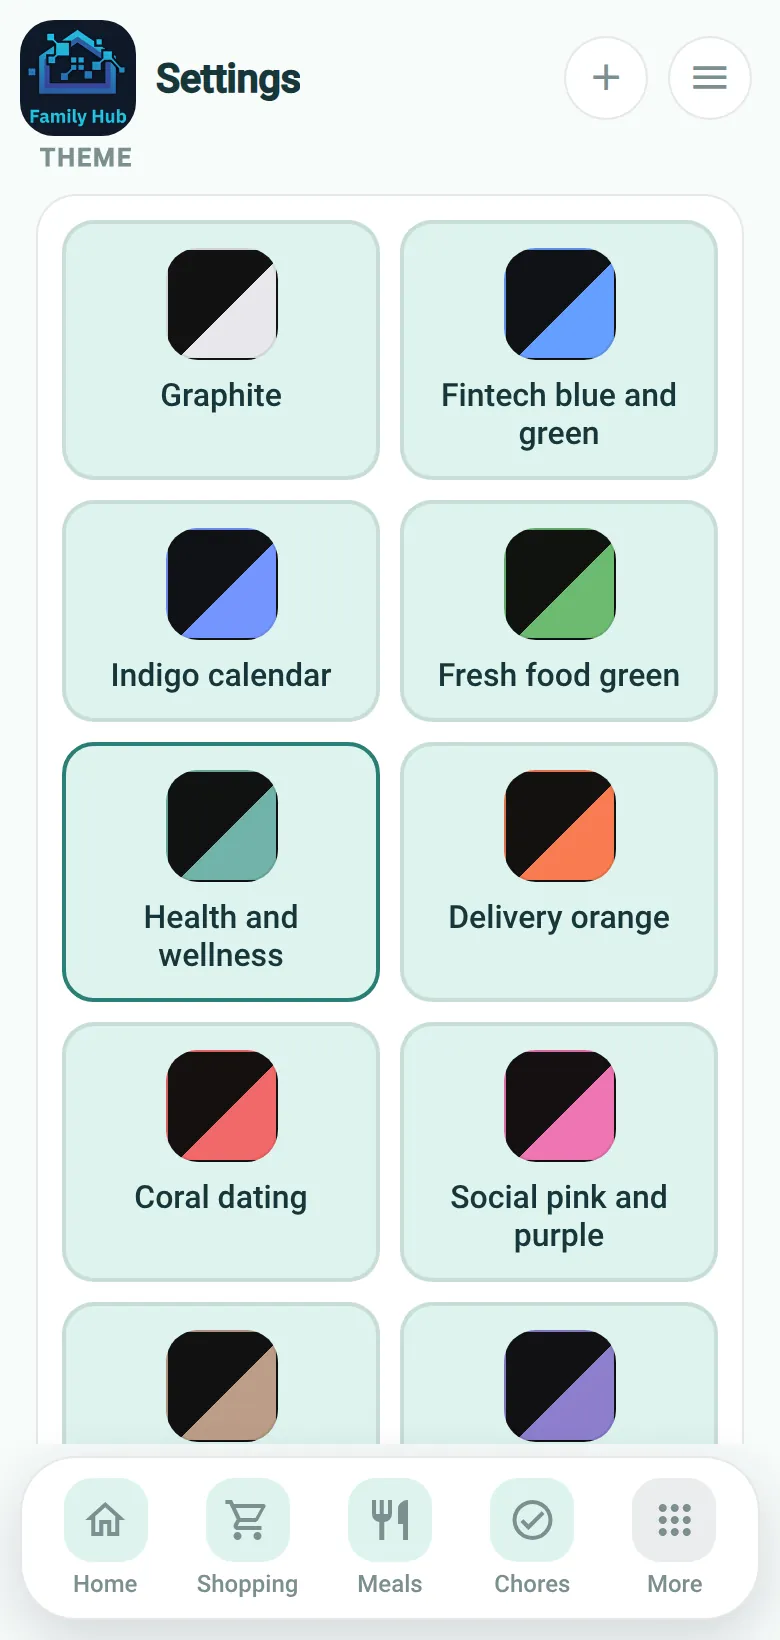 Family Hub
Settings
THEME
Graphite
Fintech blue and
green
Indigo calendar
Fresh food green
Health and
wellness
Delivery orange
Coral dating
Social pink and
purple
Home
Shopping
Meals
Chores
More